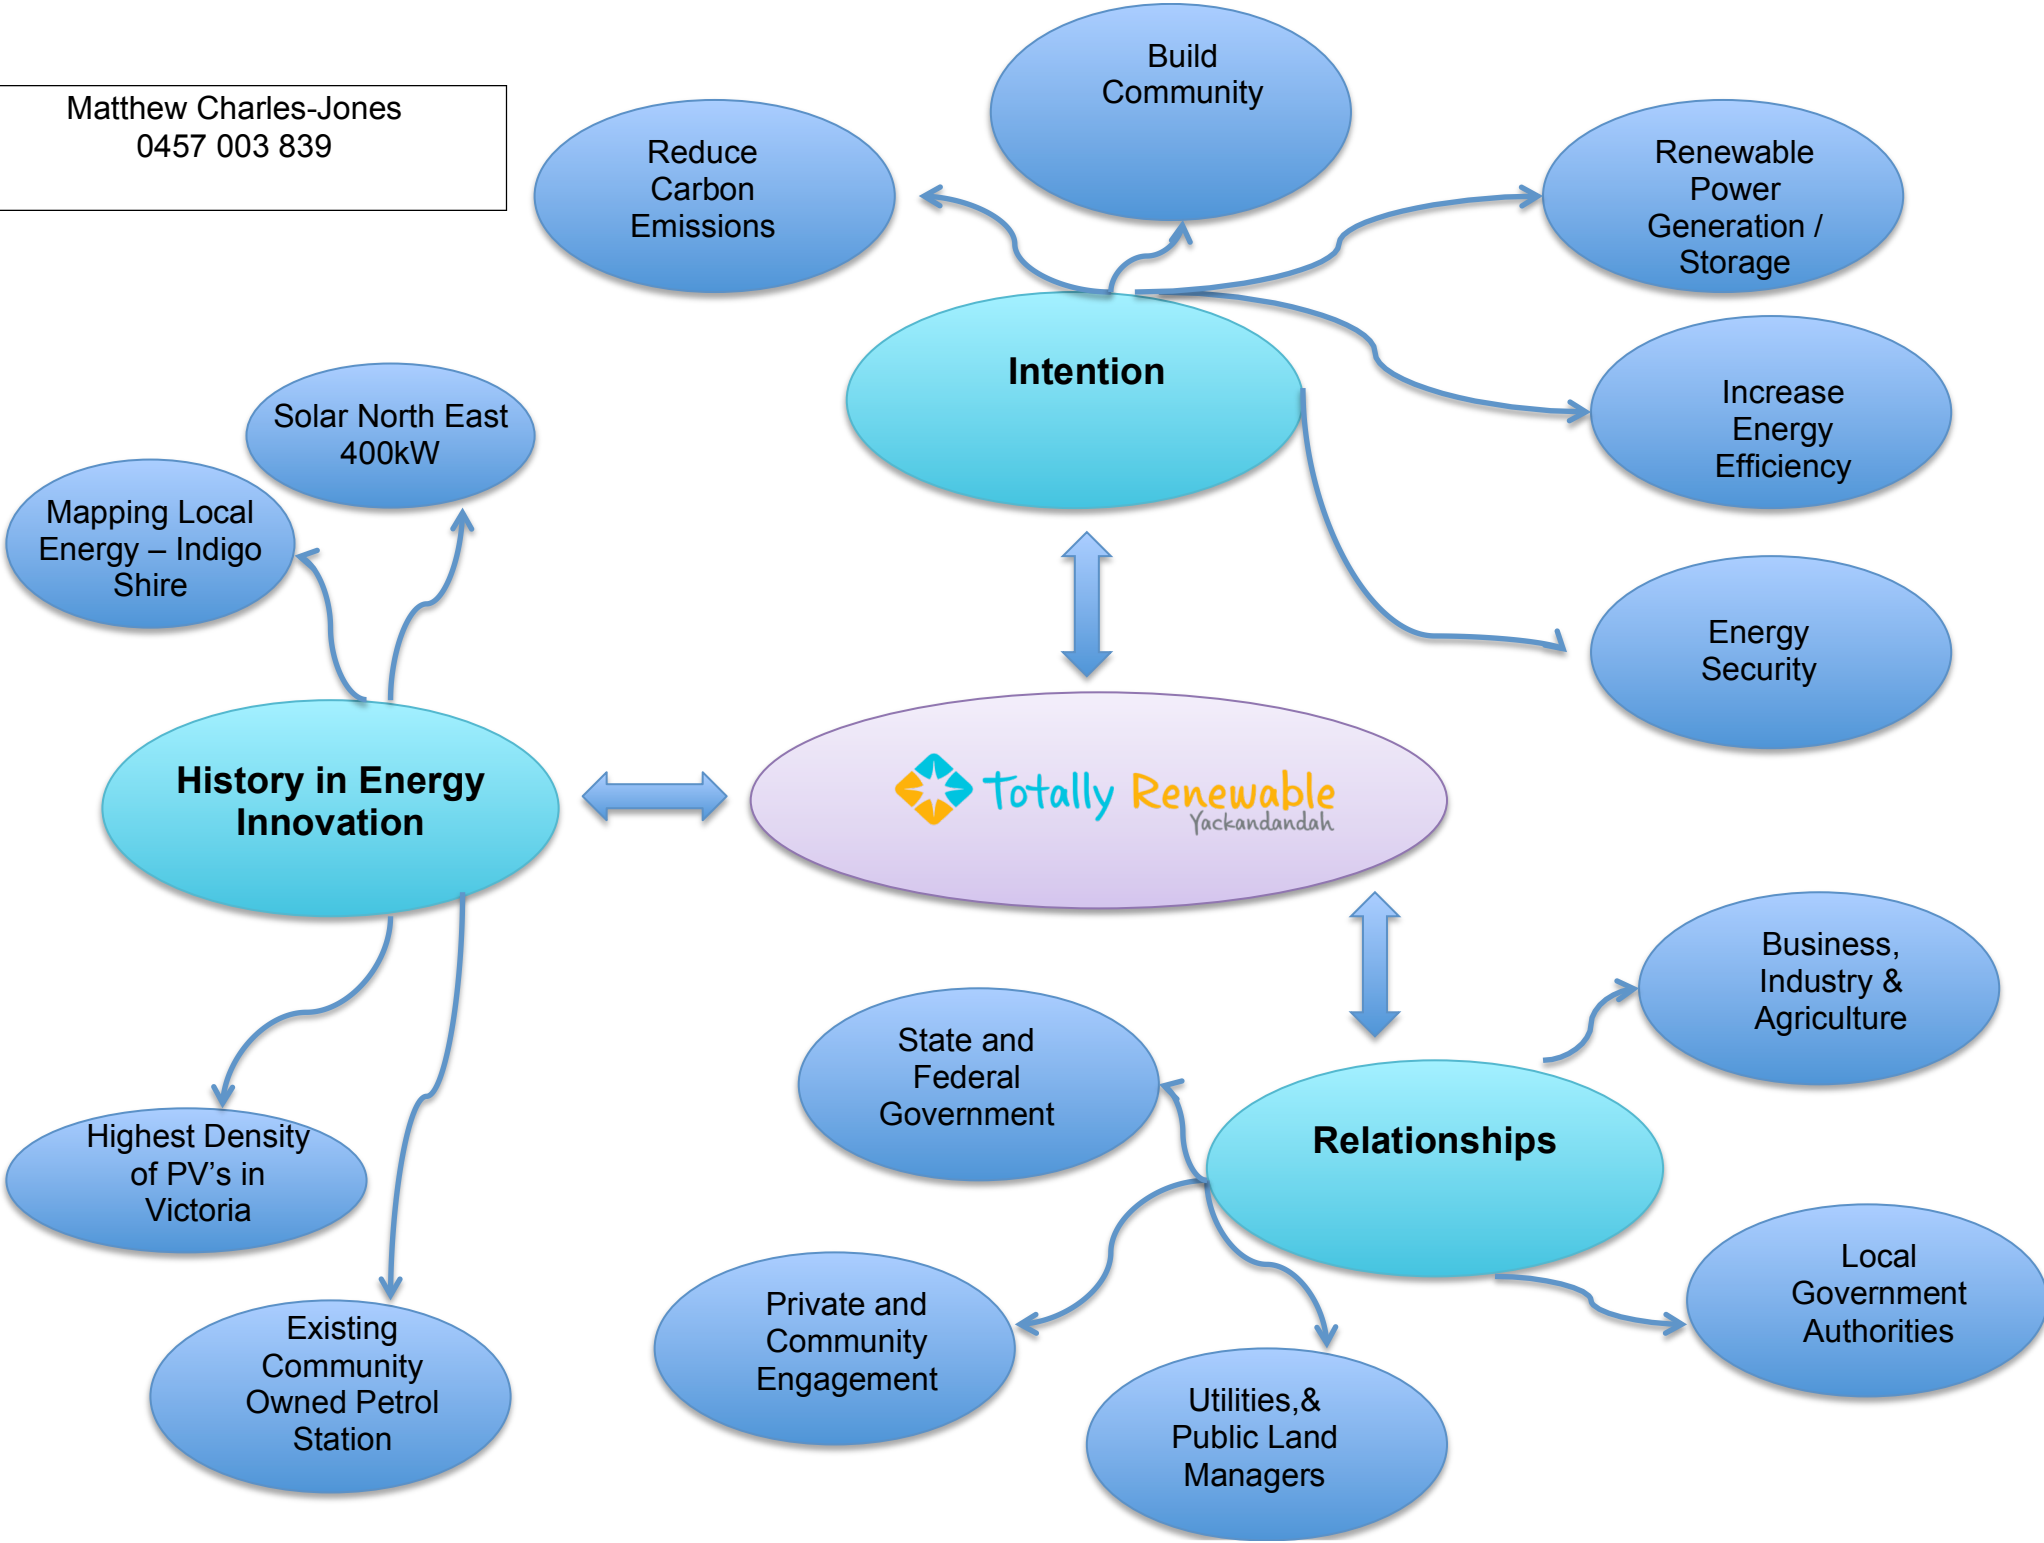 Matthew Charles-Jones
0457 003 839
Build
Community
Reduce
Carbon
Emissions
Renewable
Power
Generation /
Storage
Intention
Increase
Energy
Efficiency
Energy
Security
Solar North East
400kW
Mapping Local
Energy – Indigo
Shire
History in Energy
Innovation
Totally Renewable
Yackandandah
Highest Density
of PV’s in
Victoria
Existing
Community
Owned Petrol
Station
Business,
Industry &
Agriculture
State and
Federal
Government
Relationships
Private and
Community
Engagement
Utilities,&
Public Land
Managers
Local
Government
Authorities